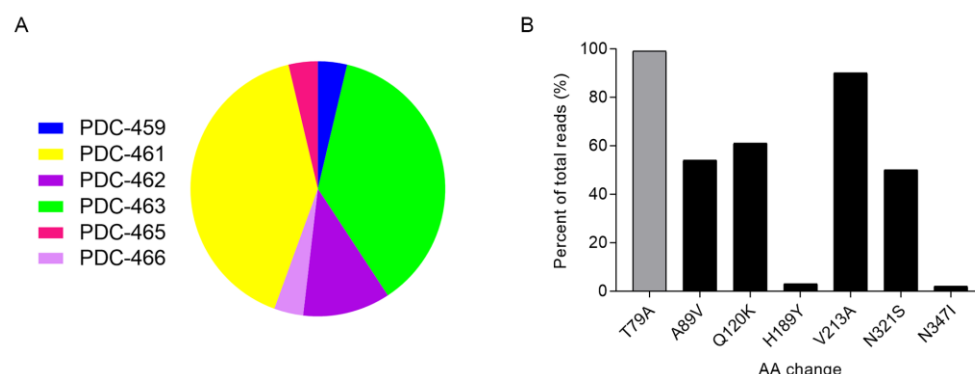 A
PDC-459
PDC-461
PDC-462
PDC-463
PDC-465
PDC-466
B
Percent of total reads (%)
100
80
60
40
20
0
T79A
A89V
Q120K
H189Y
V213A
N321S
N347I
AA change